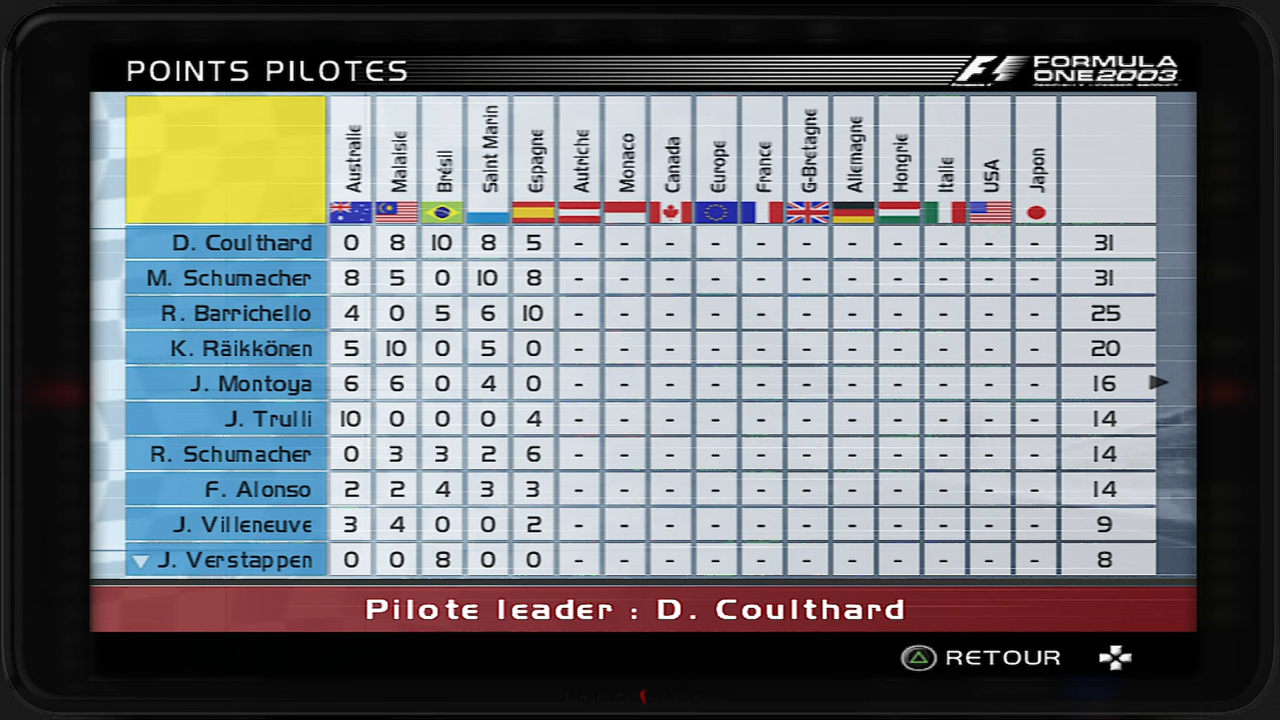 POINTS PILOTES
FORMULA
ONE2003
Australie Malaisie Brésil Saint Marin Espagne Autriche Monaco Canada Europe France G-Bretagne Allemagne Hongrie Italie USA Japon
D. Coulthard 0 8 10 8 5 - - - - - - - - - - - 31
M. Schumacher 8 5 0 10 8 - - - - - - - - - - - 31
R. Barrichello 4 0 5 6 10 - - - - - - - - - - - 25
K. Räikkönen 5 10 0 5 0 - - - - - - - - - - - 20
J. Montoya 6 6 0 4 0 - - - - - - - - - - - 16
J. Trulli 10 0 0 0 4 - - - - - - - - - - - 14
R. Schumacher 0 3 3 2 6 - - - - - - - - - - - 14
F. Alonso 2 2 4 3 3 - - - - - - - - - - - 14
J. Villeneuve 3 4 0 0 2 - - - - - - - - - - - 9
J. Verstappen 0 0 8 0 0 - - - - - - - - - - - 8
Pilote leader : D. Coulthard
RETOUR